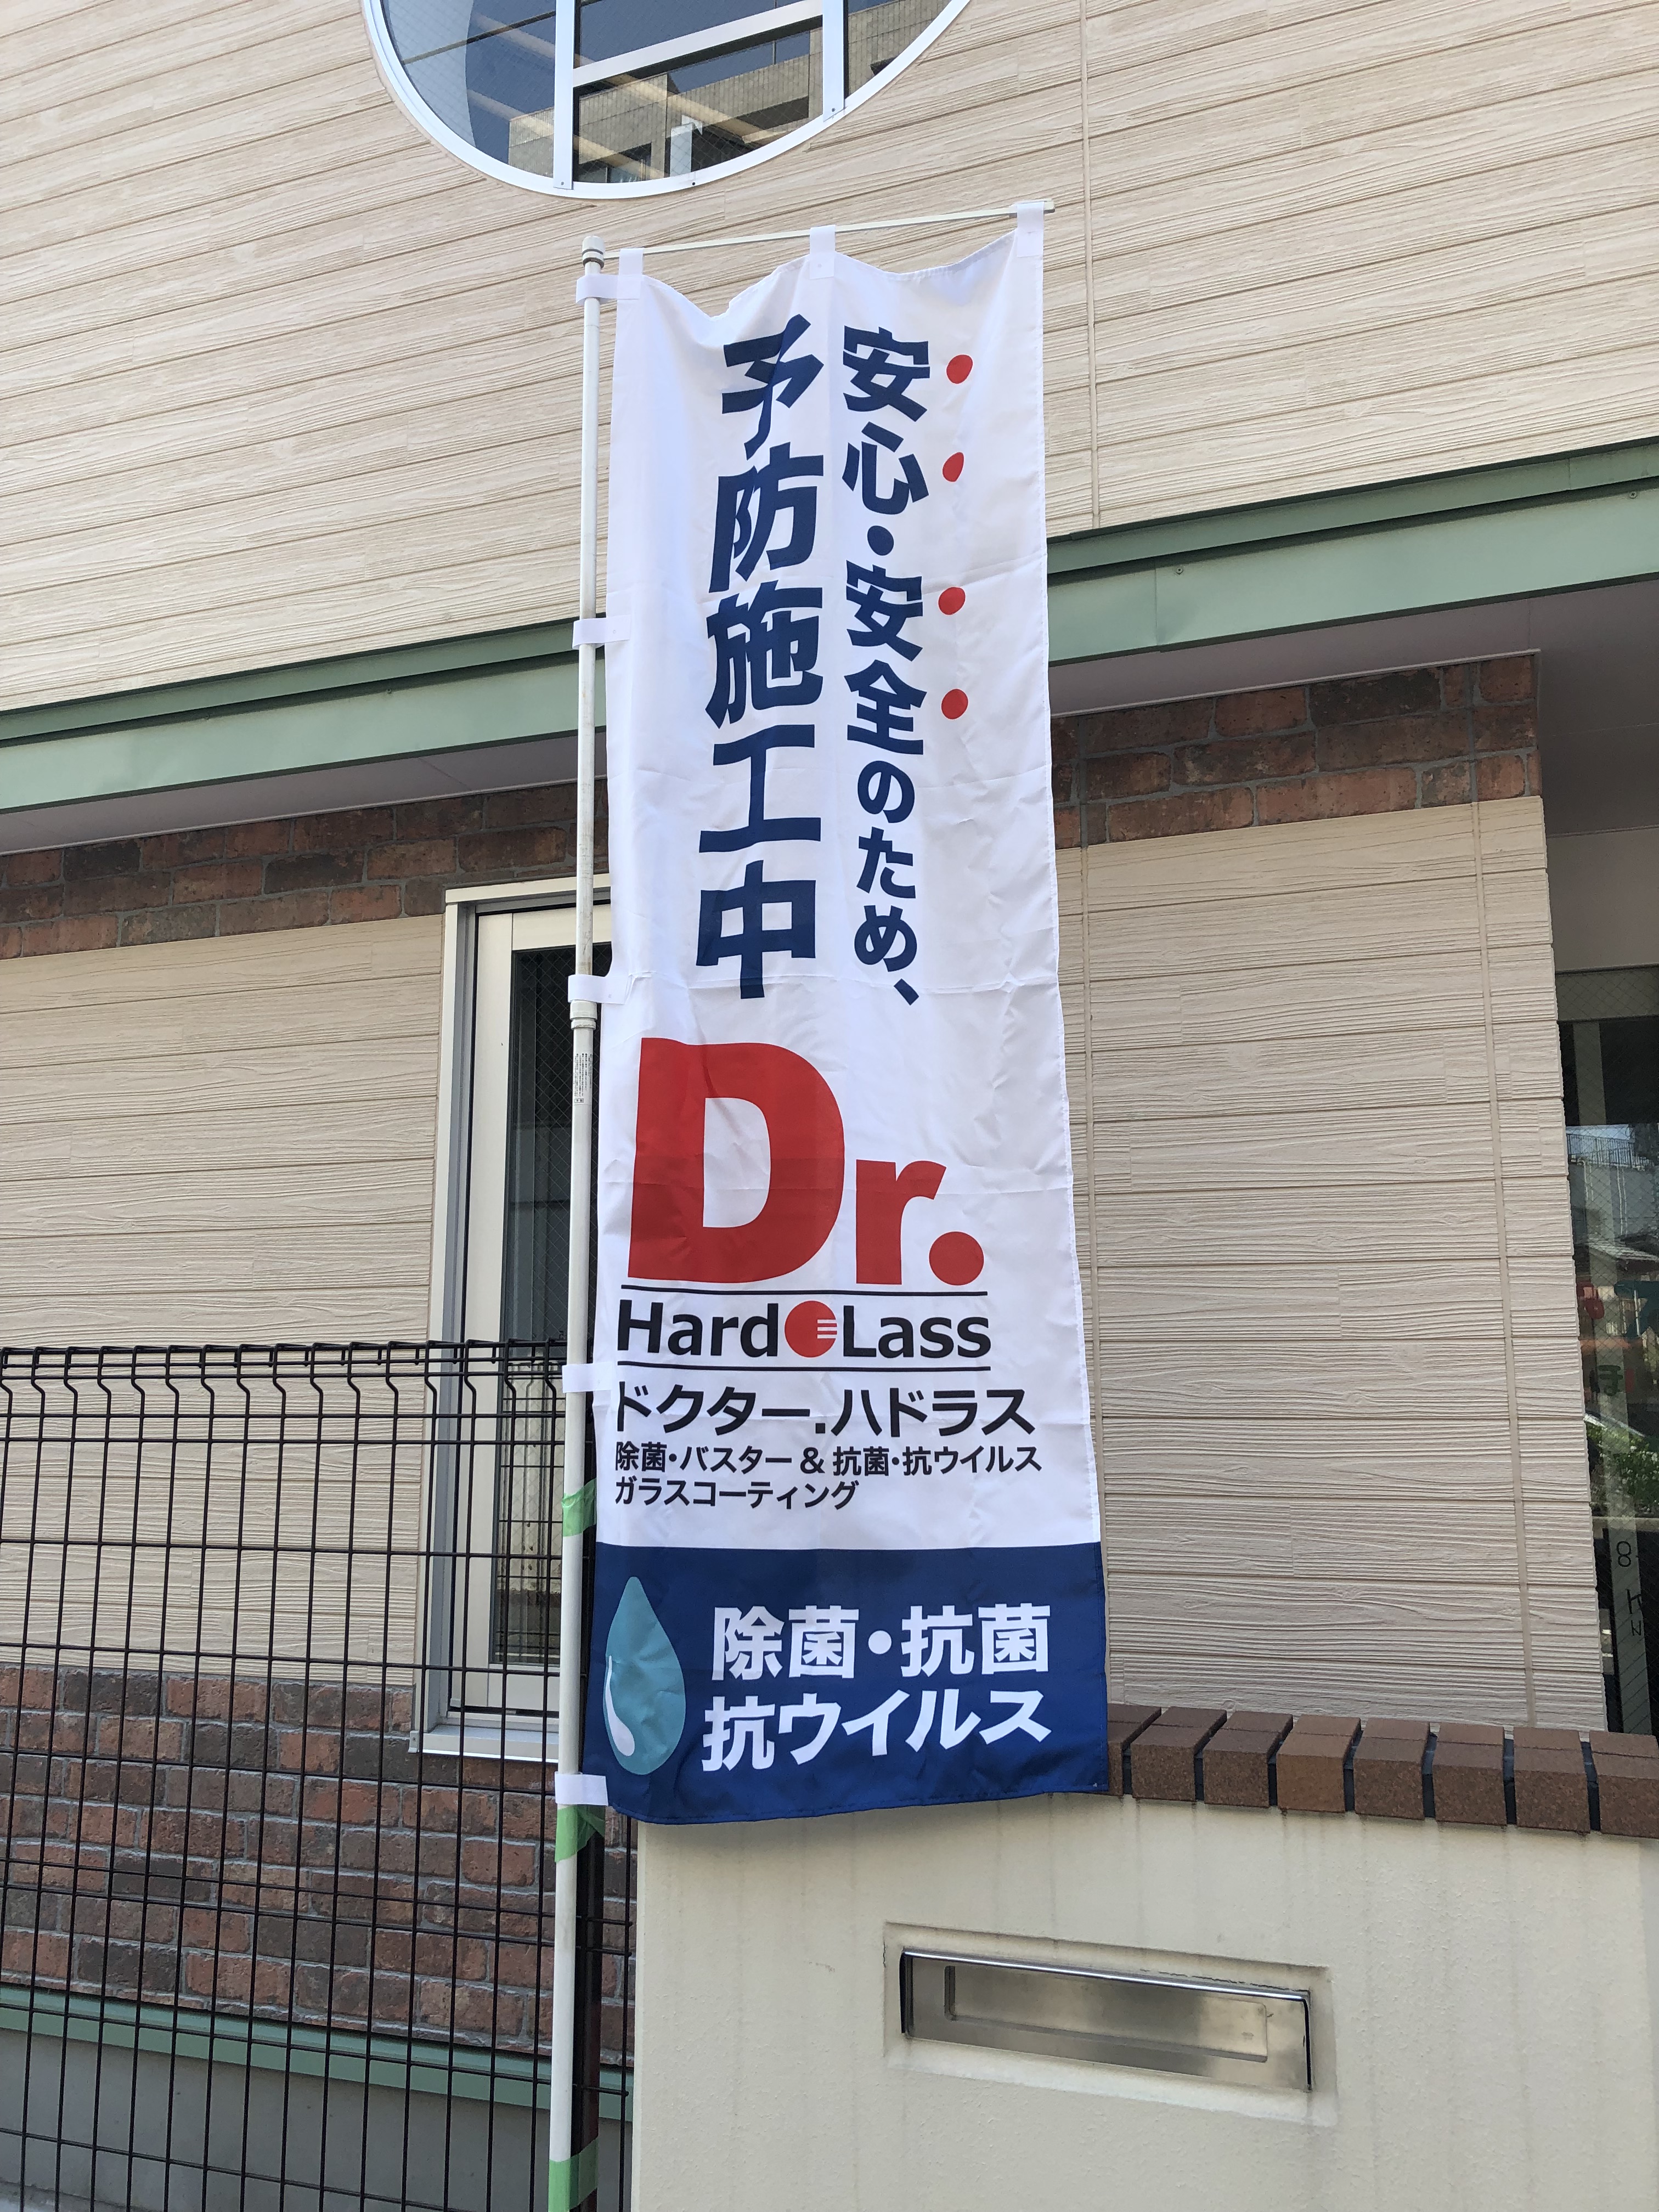 安心・安全のため、
予防施工中
Dr.
Hard Lass
ドクター.ハドラス
除菌・バスター & 抗菌・抗ウイルス
ガラスコーティング
除菌・抗菌
抗ウイルス